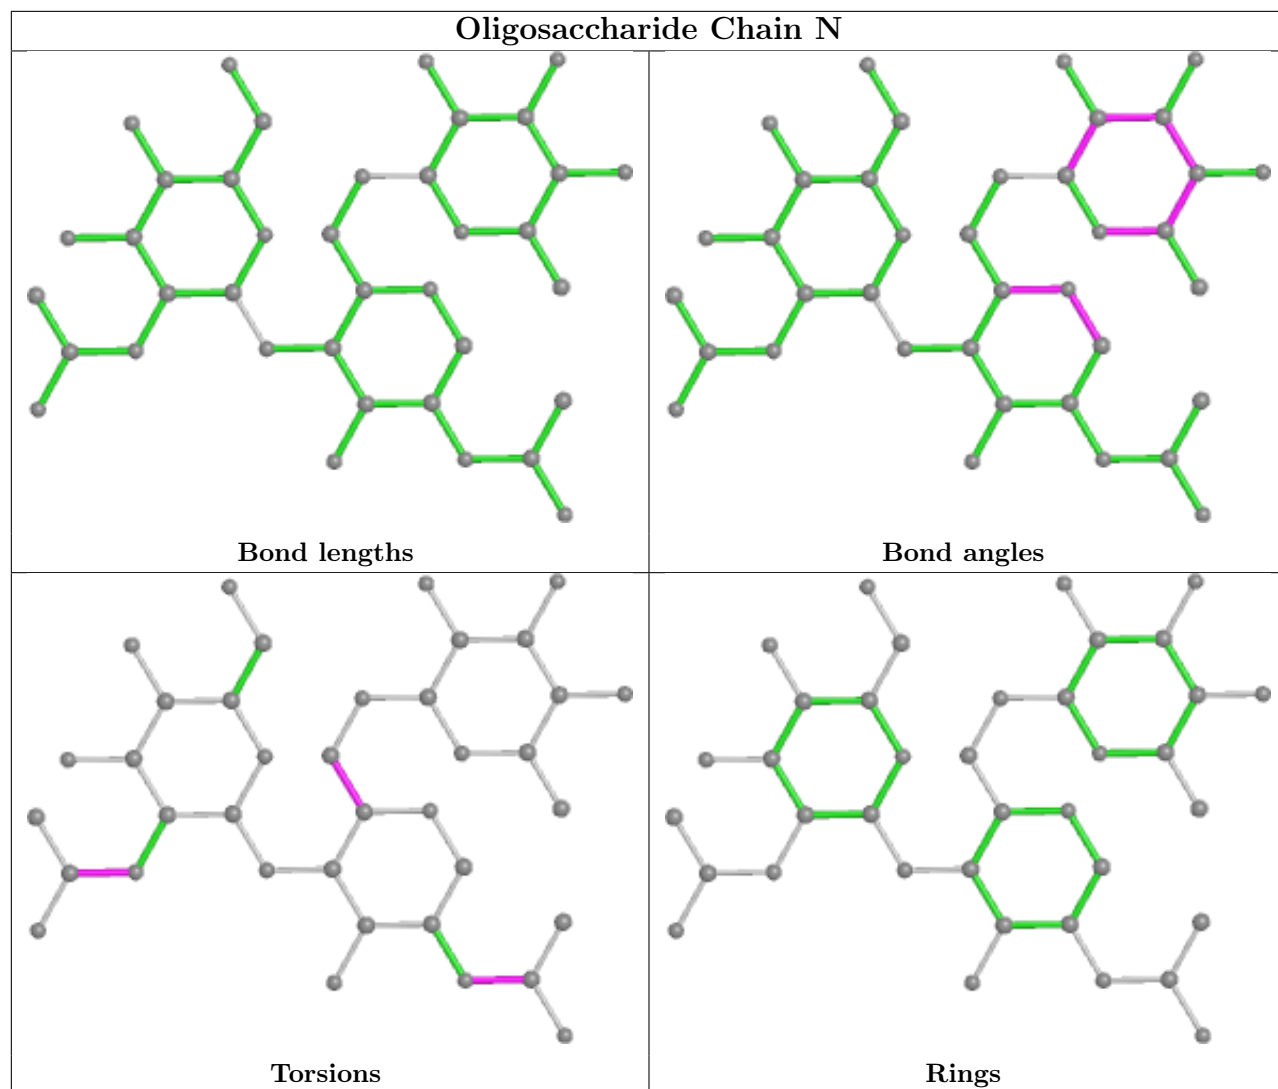 Oligosaccharide Chain N
Bond lengths
Bond angles
Torsions
Rings